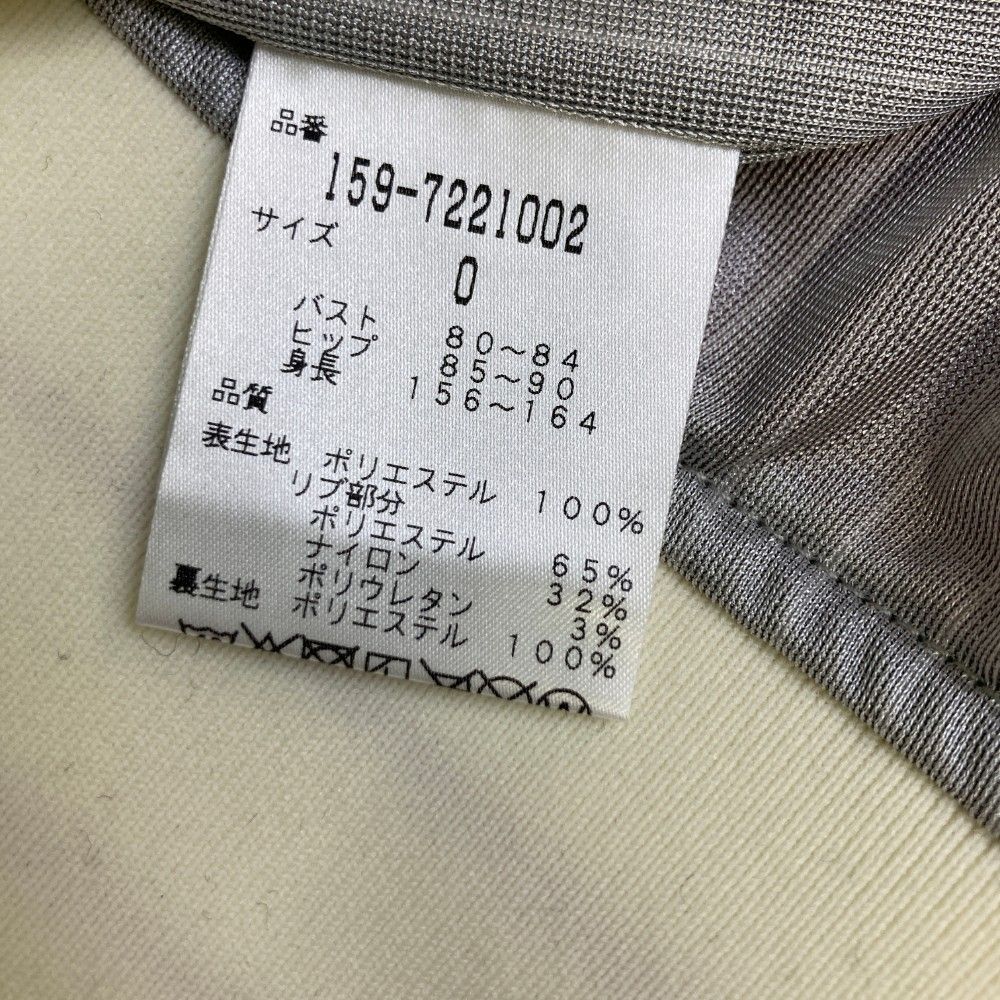 品番
159-7221002
サイズ
0
バスト 80~84
ヒップ 85~90
身長 156~164
品質
表生地 ポリエステル 100%
リブ部分
ポリエステル 65%
ナイロン 32%
ポリウレタン 3%
裏生地 ポリエステル 100%